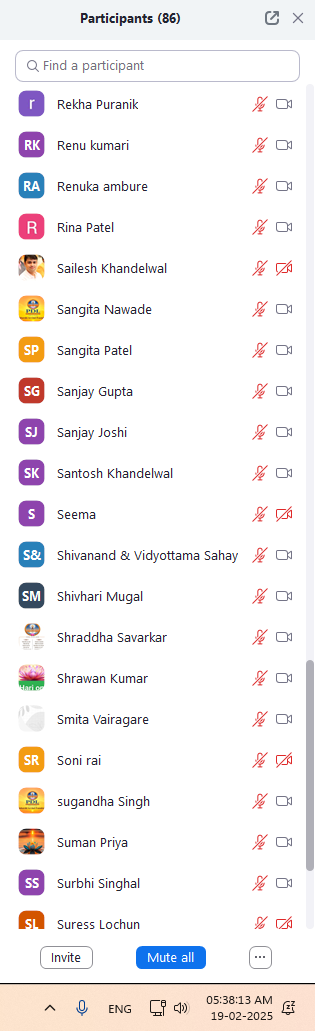 Participants (86)
Find a participant
r Rekha Puranik
RK Renu kumari
RA Renuka ambure
R Rina Patel
Sailesh Khandelwal
PDL Sangita Nawade
SP Sangita Patel
SG Sanjay Gupta
SJ Sanjay Joshi
SK Santosh Khandelwal
S Seema
S& Shivanand & Vidyottama Sahay
SM Shivhari Mugal
Shraddha Savarkar
Shrawan Kumar
Smita Vairagare
SR Soni rai
PDL sugandha Singh
Suman Priya
SS Surbhi Singhal
SL Suress Lochun
Invite Mute all ...
ENG 05:38:13 AM
19-02-2025